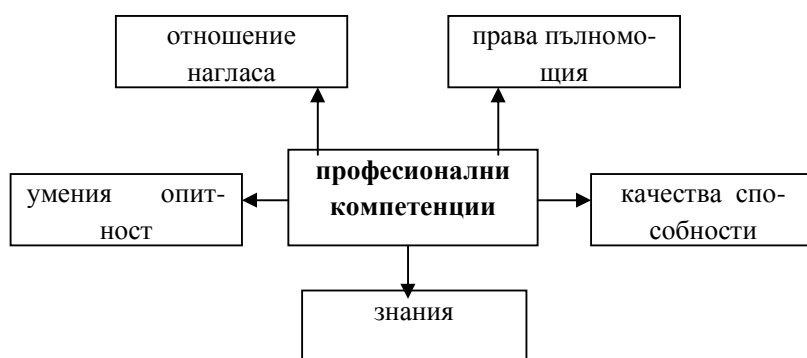 отношение
нагласа
права пълномо-
щия
професионални
компетенции
умения опит-
ност
качества спо-
собности
знания